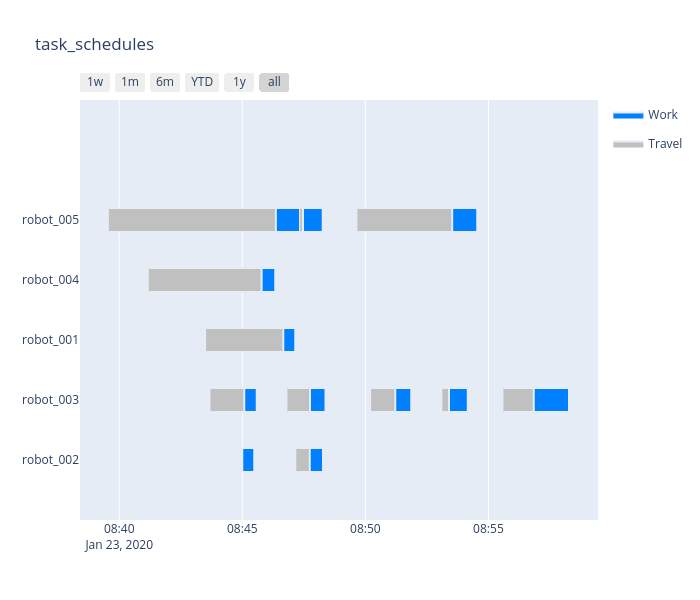 task_schedules
1w 1m 6m YTD 1y all
Work
Travel
robot_005
robot_004
robot_001
robot_003
robot_002
08:40 08:45 08:50 08:55
Jan 23, 2020